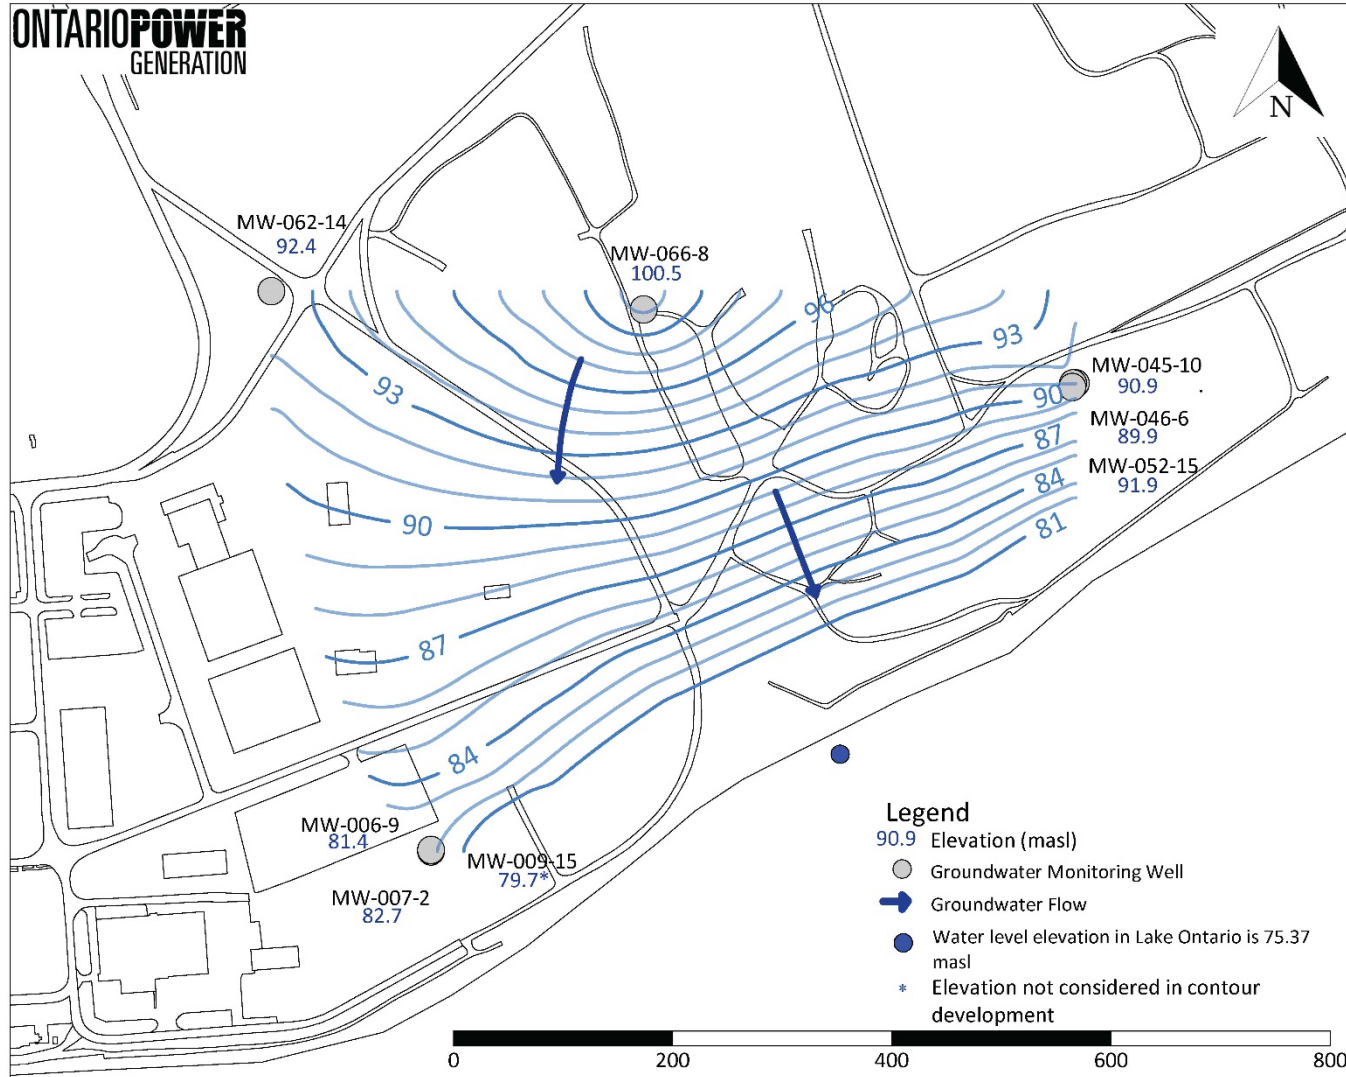 ONTARIOPOWER
GENERATION
N
MW-062-14
92.4
MW-066-8
100.5
96
93
93
MW-045-10
90.9
90
MW-046-6
89.9
87
MW-052-15
91.9
84
90
81
87
84
MW-006-9
81.4
MW-009-15
79.7*
MW-007-2
82.7
Legend
90.9 Elevation (masl)
Groundwater Monitoring Well
Groundwater Flow
Water level elevation in Lake Ontario is 75.37
masl
* Elevation not considered in contour
development
0 200 400 600 800